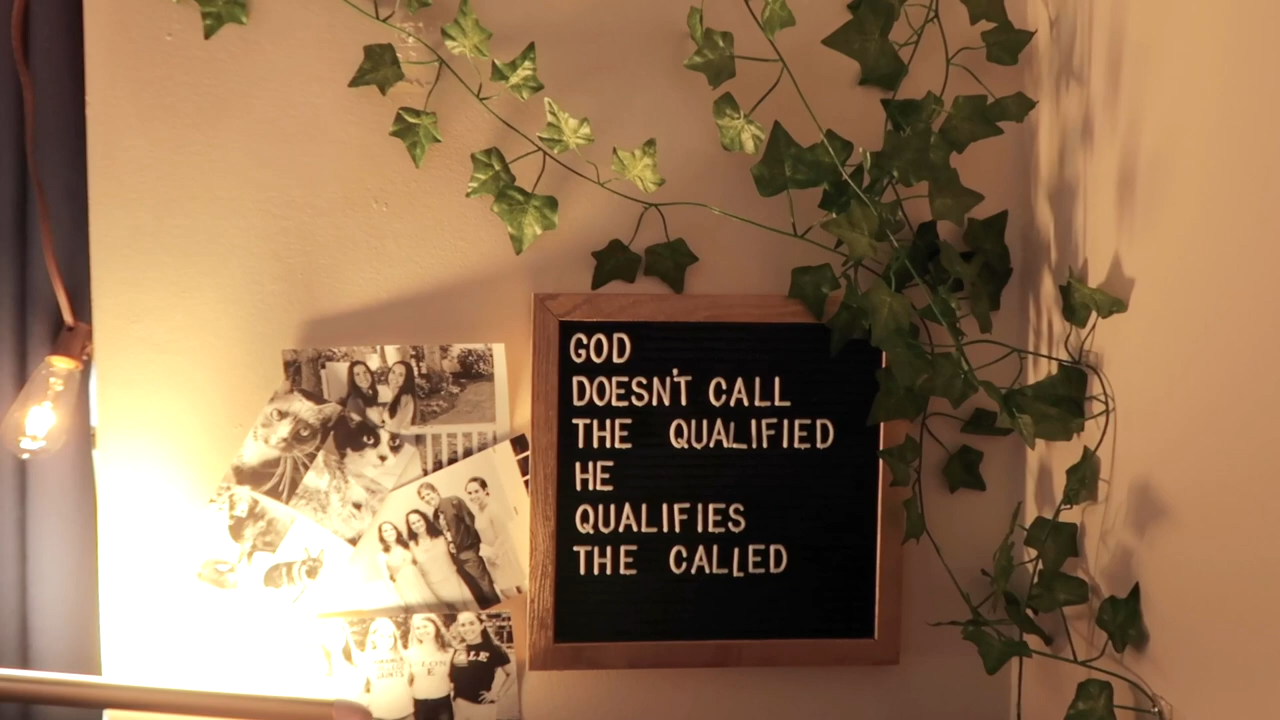 GOD
DOESN'T CALL
THE QUALIFIED
HE
QUALIFIES
THE CALLED